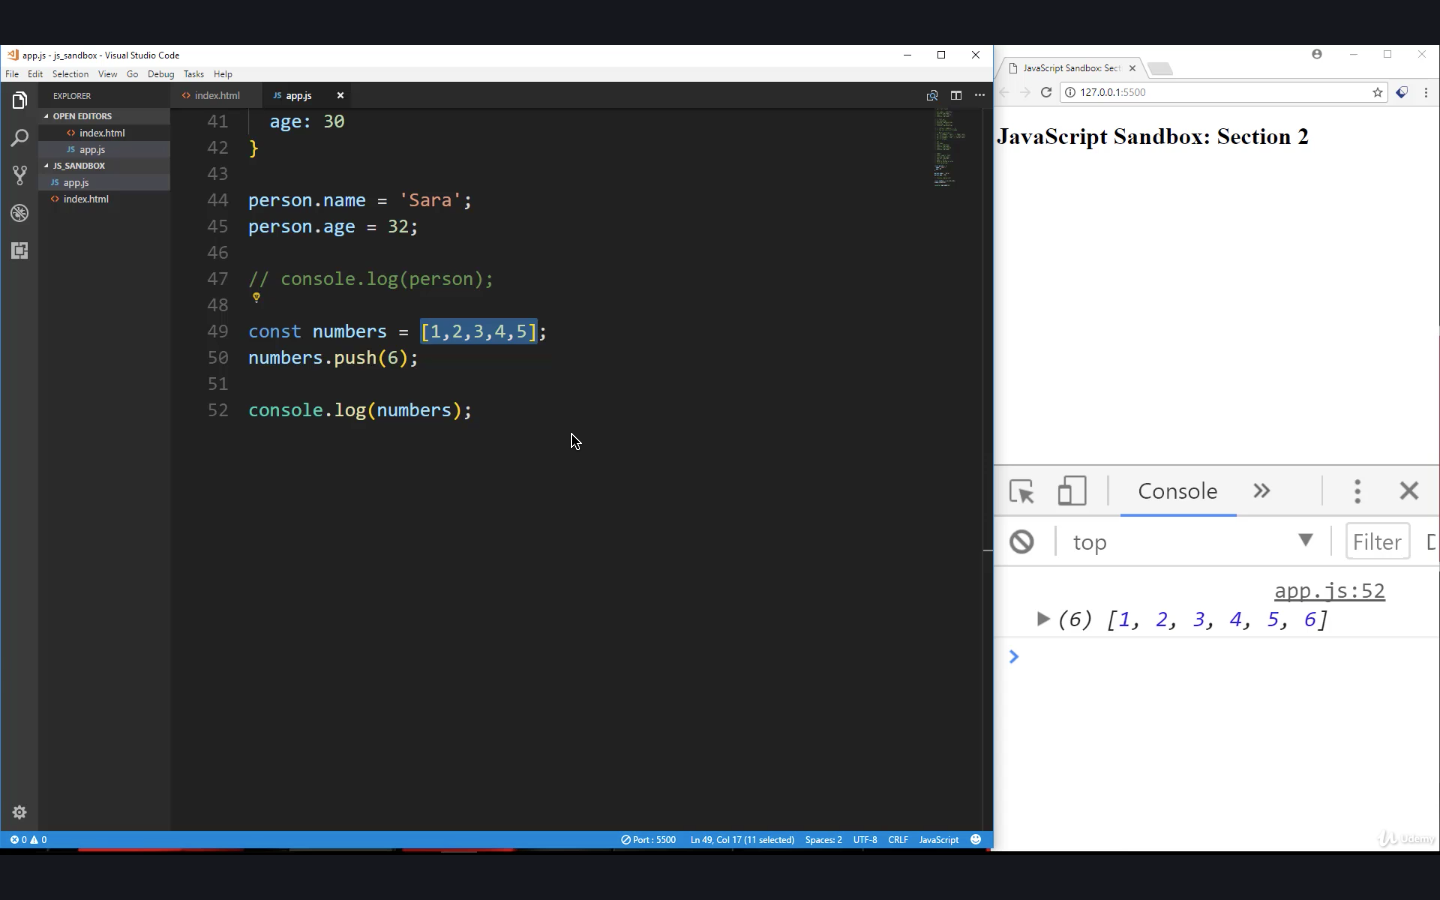 app.js - js_sandbox - Visual Studio Code
File Edit Selection View Go Debug Tasks Help
EXPLORER
OPEN EDITORS
index.html
app.js
JS_SANDBOX
JS app.js
index.html
index.html
JS app.js
41 age: 30
42 }
43
44 person.name = 'Sara';
45 person.age = 32;
46
47 // console.log(person);
48
49 const numbers = [1,2,3,4,5];
50 numbers.push(6);
51
52 console.log(numbers);
0 0
Port : 5500 Ln 49, Col 17 (11 selected) Spaces: 2 UTF-8 CRLF JavaScript
JavaScript Sandbox: Sect
127.0.0.1:5500
JavaScript Sandbox: Section 2
Console
top Filter
app.js:52
(6) [1, 2, 3, 4, 5, 6]
Udemy